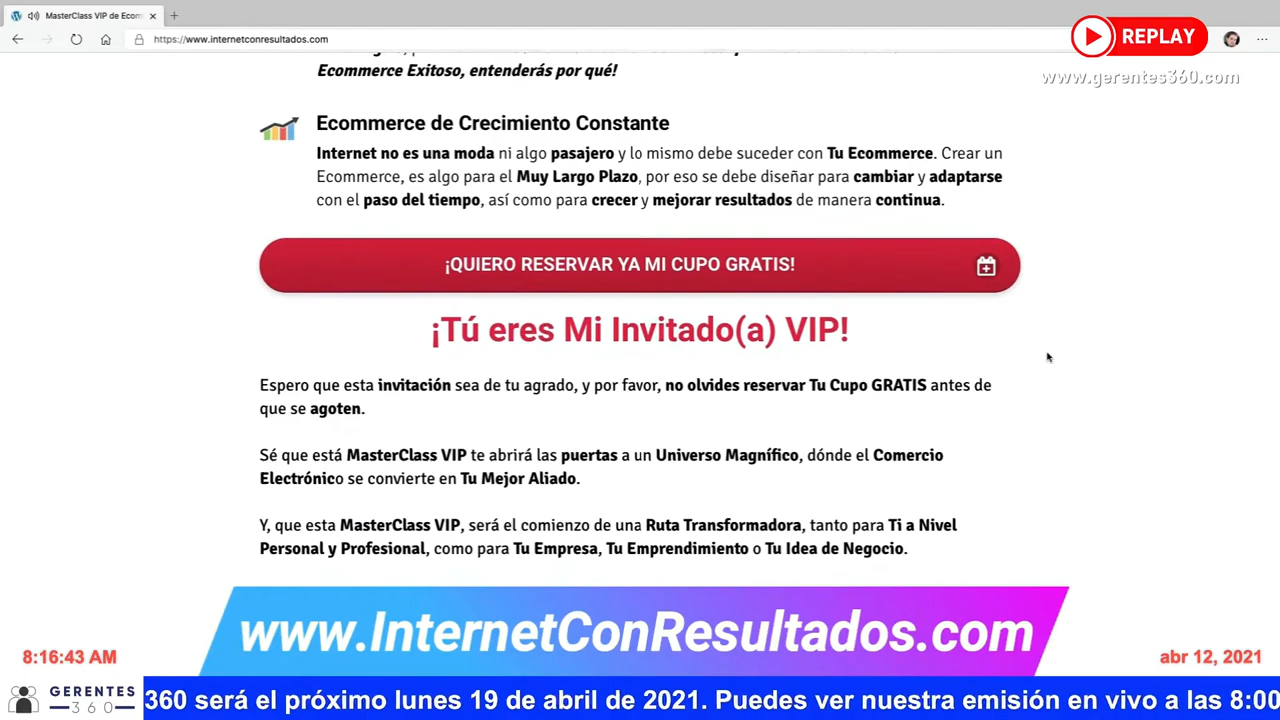 MasterClass VIP de Ecom
https://www.internetconresultados.com
REPLAY
www.gerentes360.com
Ecommerce Exitoso, entenderás por qué!
Ecommerce de Crecimiento Constante
Internet no es una moda ni algo pasajero y lo mismo debe suceder con Tu Ecommerce. Crear un
Ecommerce, es algo para el Muy Largo Plazo, por eso se debe diseñar para cambiar y adaptarse
con el paso del tiempo, así como para crecer y mejorar resultados de manera continua.
¡QUIERO RESERVAR YA MI CUPO GRATIS!
¡Tú eres Mi Invitado(a) VIP!
Espero que esta invitación sea de tu agrado, y por favor, no olvides reservar Tu Cupo GRATIS antes de
que se agoten.
Sé que está MasterClass VIP te abrirá las puertas a un Universo Magnífico, dónde el Comercio
Electrónico se convierte en Tu Mejor Aliado.
Y, que esta MasterClass VIP, será el comienzo de una Ruta Transformadora, tanto para Ti a Nivel
Personal y Profesional, como para Tu Empresa, Tu Emprendimiento o Tu Idea de Negocio.
www.InternetConResultados.com
8:16:43 AM
abr 12, 2021
GERENTES
360
360 será el próximo lunes 19 de abril de 2021. Puedes ver nuestra emisión en vivo a las 8:00